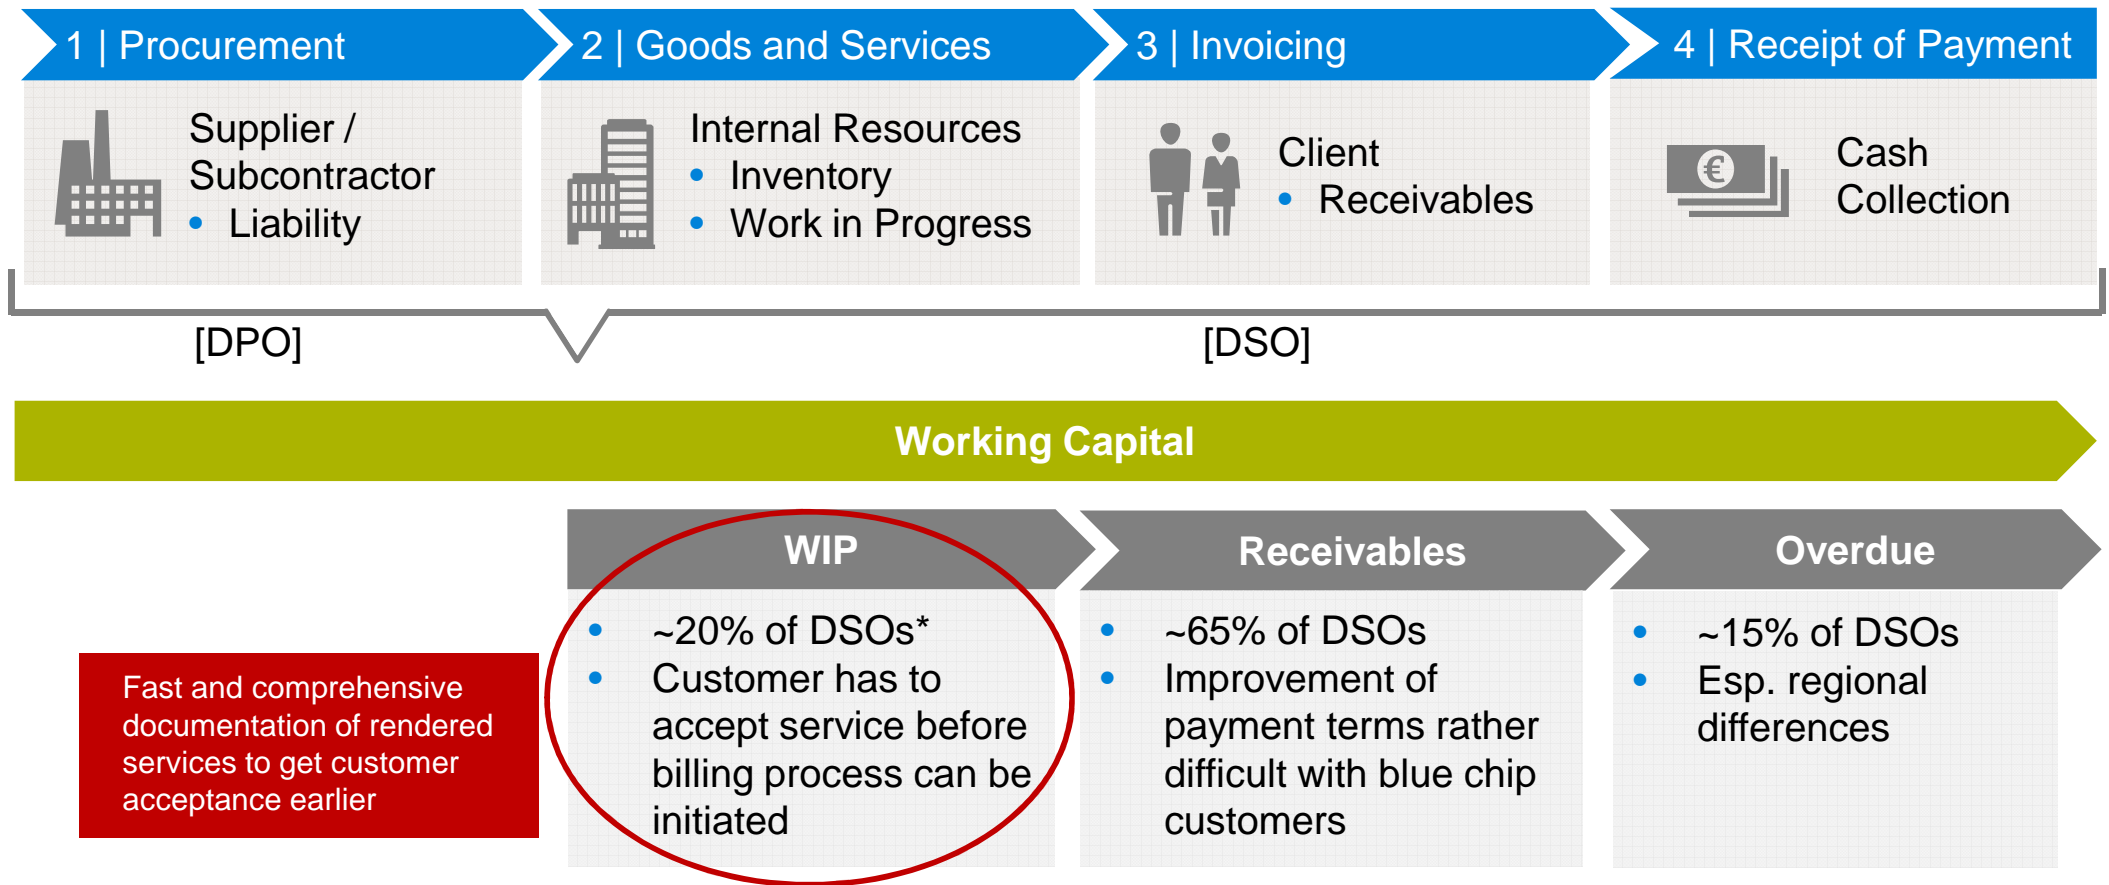 1 | Procurement
2 | Goods and Services
3 | Invoicing
4 | Receipt of Payment
Supplier /
Subcontractor
• Liability
Internal Resources
• Inventory
• Work in Progress
Client
• Receivables
€
Cash
Collection
[DPO]
[DSO]
Working Capital
WIP
Receivables
Overdue
Fast and comprehensive
documentation of rendered
services to get customer
acceptance earlier
• ~20% of DSOs*
• Customer has to
accept service before
billing process can be
initiated
• ~65% of DSOs
• Improvement of
payment terms rather
difficult with blue chip
customers
• ~15% of DSOs
• Esp. regional
differences